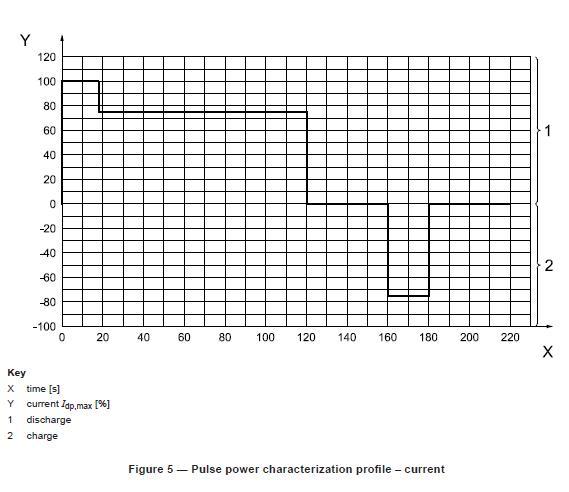 Y
120
100
80
60
40
20
0
-20
-40
-60
-80
-100
1
2
0 20 40 60 80 100 120 140 160 180 200 220
X
Key
X time [s]
Y current Idp,max [%]
1 discharge
2 charge
Figure 5 — Pulse power characterization profile – current